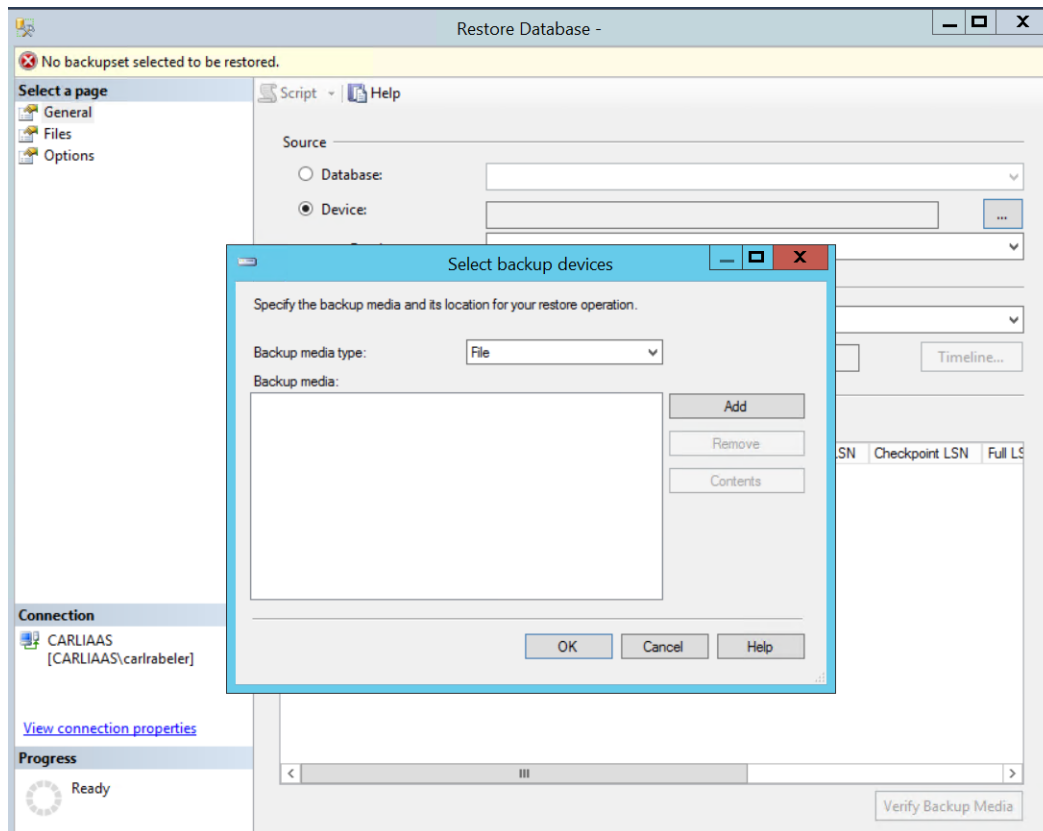 Restore Database -
No backupset selected to be restored.
Select a page
General
Files
Options
Script
Help
Source
Database:
Device:
...
Select backup devices
Specify the backup media and its location for your restore operation.
Backup media type:
File
Backup media:
Add
Remove
Contents
OK
Cancel
Help
Timeline...
Checkpoint LSN
Connection
CARLIAAS
[CARLIAAS\carlrabeler]
View connection properties
Progress
Ready
Verify Backup Media